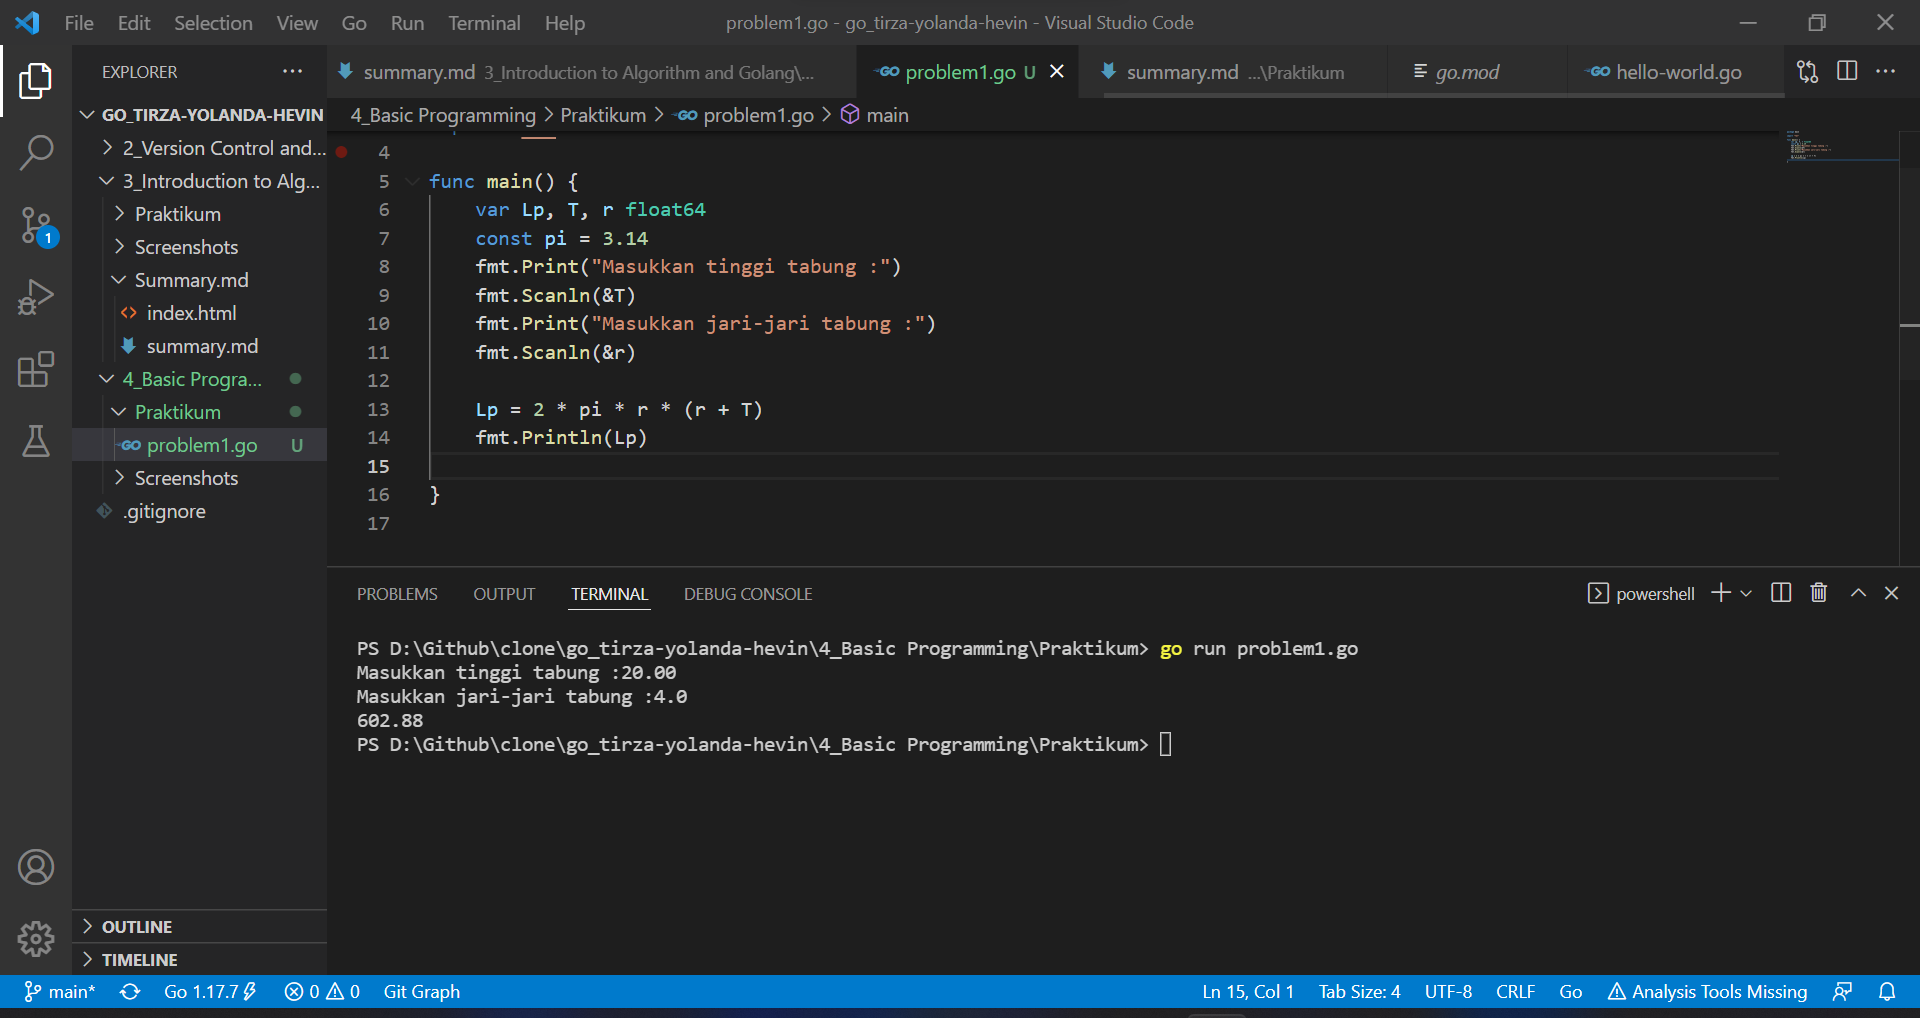 File Edit Selection View Go Run Terminal Help
problem1.go - go_tirza-yolanda-hevin - Visual Studio Code
EXPLORER
GO_TIRZA-YOLANDA-HEVIN
2_Version Control and...
3_Introduction to Alg...
Praktikum
Screenshots
Summary.md
index.html
summary.md
4_Basic Progra...
Praktikum
problem1.go U
Screenshots
.gitignore
OUTLINE
TIMELINE
summary.md 3_Introduction to Algorithm and Golang\... problem1.go U summary.md ...\Praktikum go.mod hello-world.go
4_Basic Programming > Praktikum > problem1.go > main
4
5 func main() {
6 var Lp, T, r float64
7 const pi = 3.14
8 fmt.Print("Masukkan tinggi tabung :")
9 fmt.Scanln(&T)
10 fmt.Print("Masukkan jari-jari tabung :")
11 fmt.Scanln(&r)
12
13 Lp = 2 * pi * r * (r + T)
14 fmt.Println(Lp)
15
16 }
17
PROBLEMS OUTPUT TERMINAL DEBUG CONSOLE
powershell
PS D:\Github\clone\go_tirza-yolanda-hevin\4_Basic Programming\Praktikum> go run problem1.go
Masukkan tinggi tabung :20.00
Masukkan jari-jari tabung :4.0
602.88
PS D:\Github\clone\go_tirza-yolanda-hevin\4_Basic Programming\Praktikum>
1
main* Go 1.17.7 0 0 Git Graph
Ln 15, Col 1 Tab Size: 4 UTF-8 CRLF Go Analysis Tools Missing